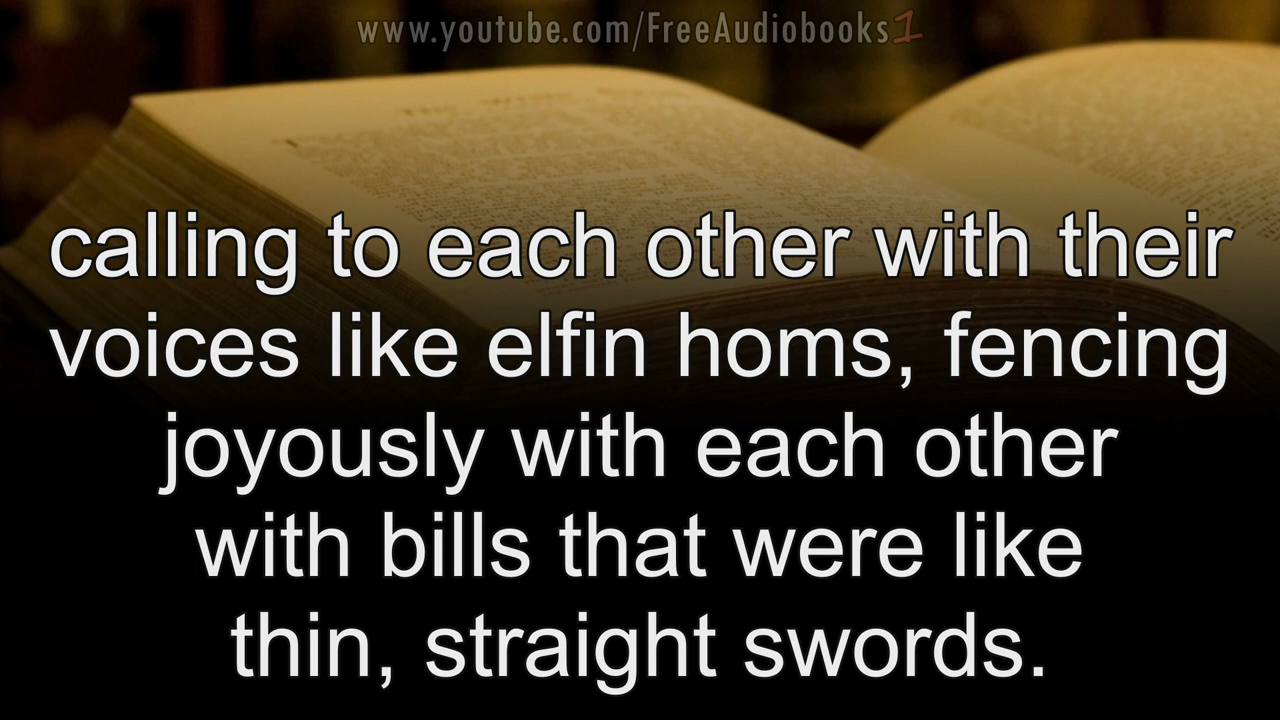 www.youtube.com/FreeAudiobooks1
calling to each other with their
voices like elfin homs, fencing
joyously with each other
with bills that were like
thin, straight swords.